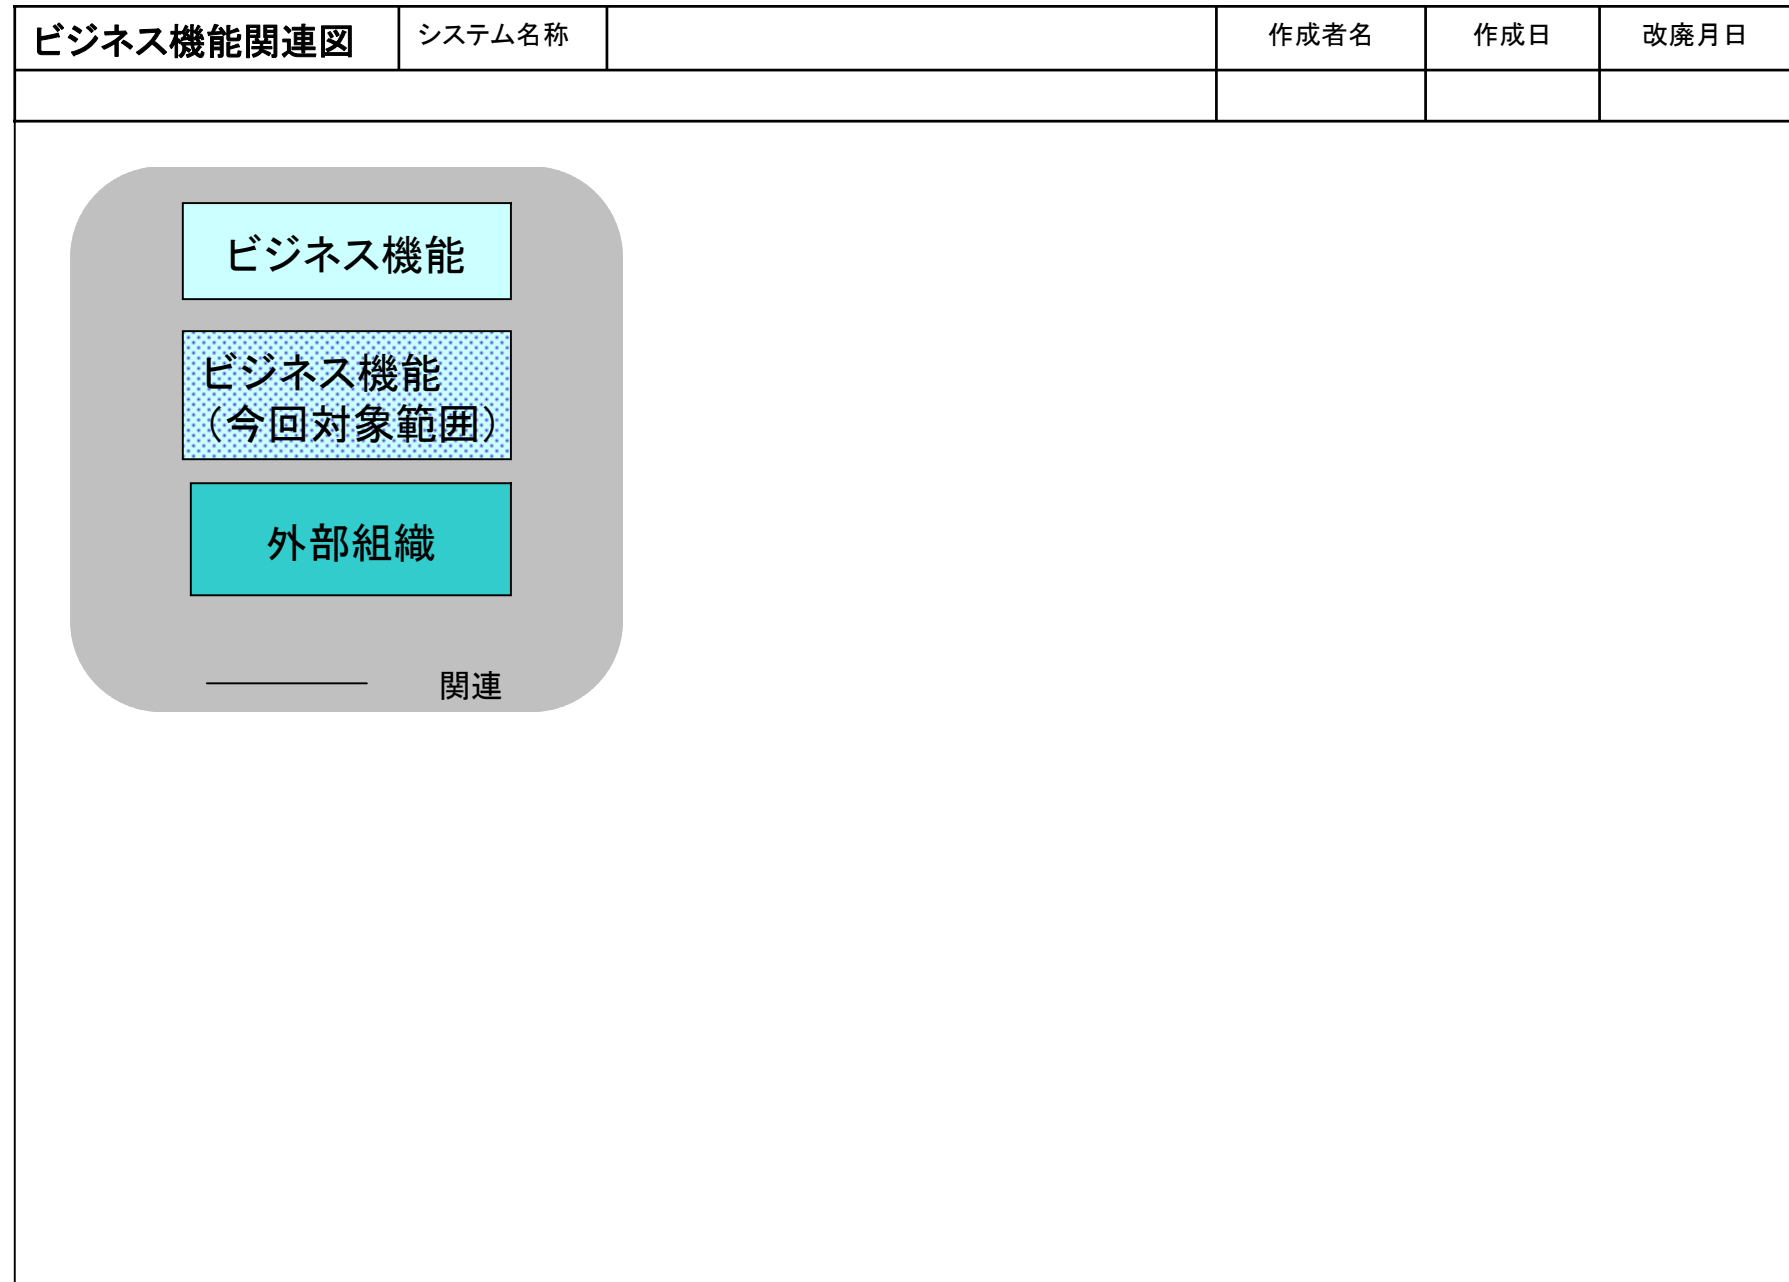 ビジネス機能関連図
システム名称
作成者名
作成日
改廃月日
ビジネス機能
ビジネス機能
（今回対象範囲）
外部組織
関連